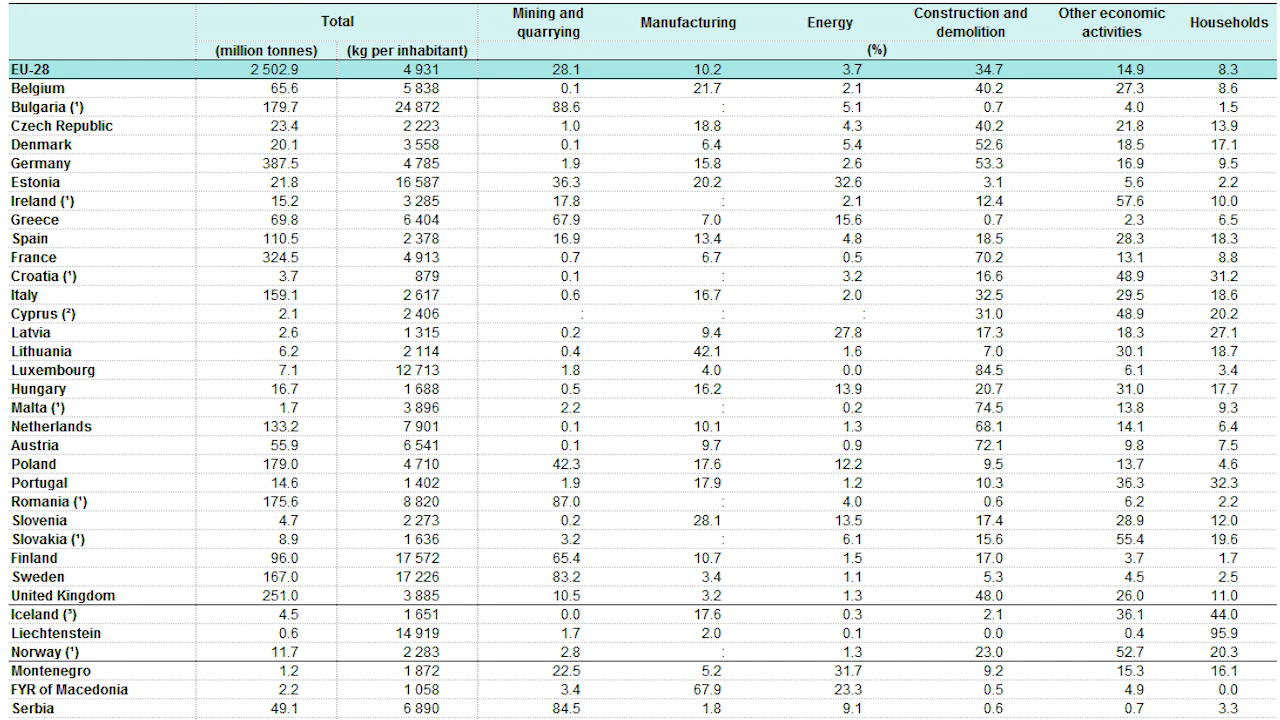 Total Mining and quarrying Manufacturing Energy Construction and demolition Other economic activities Households
(million tonnes) (kg per inhabitant) (%)
EU-28 2 502.9 4 931 28.1 10.2 3.7 34.7 14.9 8.3
Belgium 65.6 5 838 0.1 21.7 2.1 40.2 27.3 8.6
Bulgaria (¹) 179.7 24 872 88.6 : 5.1 0.7 4.0 1.5
Czech Republic 23.4 2 223 1.0 18.8 4.3 40.2 21.8 13.9
Denmark 20.1 3 558 0.1 6.4 5.4 52.6 18.5 17.1
Germany 387.5 4 785 1.9 15.8 2.6 53.3 16.9 9.5
Estonia 21.8 16 587 36.3 20.2 32.6 3.1 5.6 2.2
Ireland (¹) 15.2 3 285 17.8 : 2.1 12.4 57.6 10.0
Greece 69.8 6 404 67.9 7.0 15.6 0.7 2.3 6.5
Spain 110.5 2 378 16.9 13.4 4.8 18.5 28.3 18.3
France 324.5 4 913 0.7 6.7 0.5 70.2 13.1 8.8
Croatia (¹) 3.7 879 0.1 : 3.2 16.6 48.9 31.2
Italy 159.1 2 617 0.6 16.7 2.0 32.5 29.5 18.6
Cyprus (²) 2.1 2 406 : : : 31.0 48.9 20.2
Latvia 2.6 1 315 0.2 9.4 27.8 17.3 18.3 27.1
Lithuania 6.2 2 114 0.4 42.1 1.6 7.0 30.1 18.7
Luxembourg 7.1 12 713 1.8 4.0 0.0 84.5 6.1 3.4
Hungary 16.7 1 688 0.5 16.2 13.9 20.7 31.0 17.7
Malta (¹) 1.7 3 896 2.2 : 0.2 74.5 13.8 9.3
Netherlands 133.2 7 901 0.1 10.1 1.3 68.1 14.1 6.4
Austria 55.9 6 541 0.1 9.7 0.9 72.1 9.8 7.5
Poland 179.0 4 710 42.3 17.6 12.2 9.5 13.7 4.6
Portugal 14.6 1 402 1.9 17.9 1.2 10.3 36.3 32.3
Romania (¹) 175.6 8 820 87.0 : 4.0 0.6 6.2 2.2
Slovenia 4.7 2 273 0.2 28.1 13.5 17.4 28.9 12.0
Slovakia (¹) 8.9 1 636 3.2 : 6.1 15.6 55.4 19.6
Finland 96.0 17 572 65.4 10.7 1.5 17.0 3.7 1.7
Sweden 167.0 17 226 83.2 3.4 1.1 5.3 4.5 2.5
United Kingdom 251.0 3 885 10.5 3.2 1.3 48.0 26.0 11.0
Iceland (³) 4.5 1 651 0.0 17.6 0.3 2.1 36.1 44.0
Liechtenstein 0.6 14 919 1.7 2.0 0.1 0.0 0.4 95.9
Norway (¹) 11.7 2 283 2.8 : 1.3 23.0 52.7 20.3
Montenegro 1.2 1 872 22.5 5.2 31.7 9.2 15.3 16.1
FYR of Macedonia 2.2 1 058 3.4 67.9 23.3 0.5 4.9 0.0
Serbia 49.1 6 890 84.5 1.8 9.1 0.6 0.7 3.3